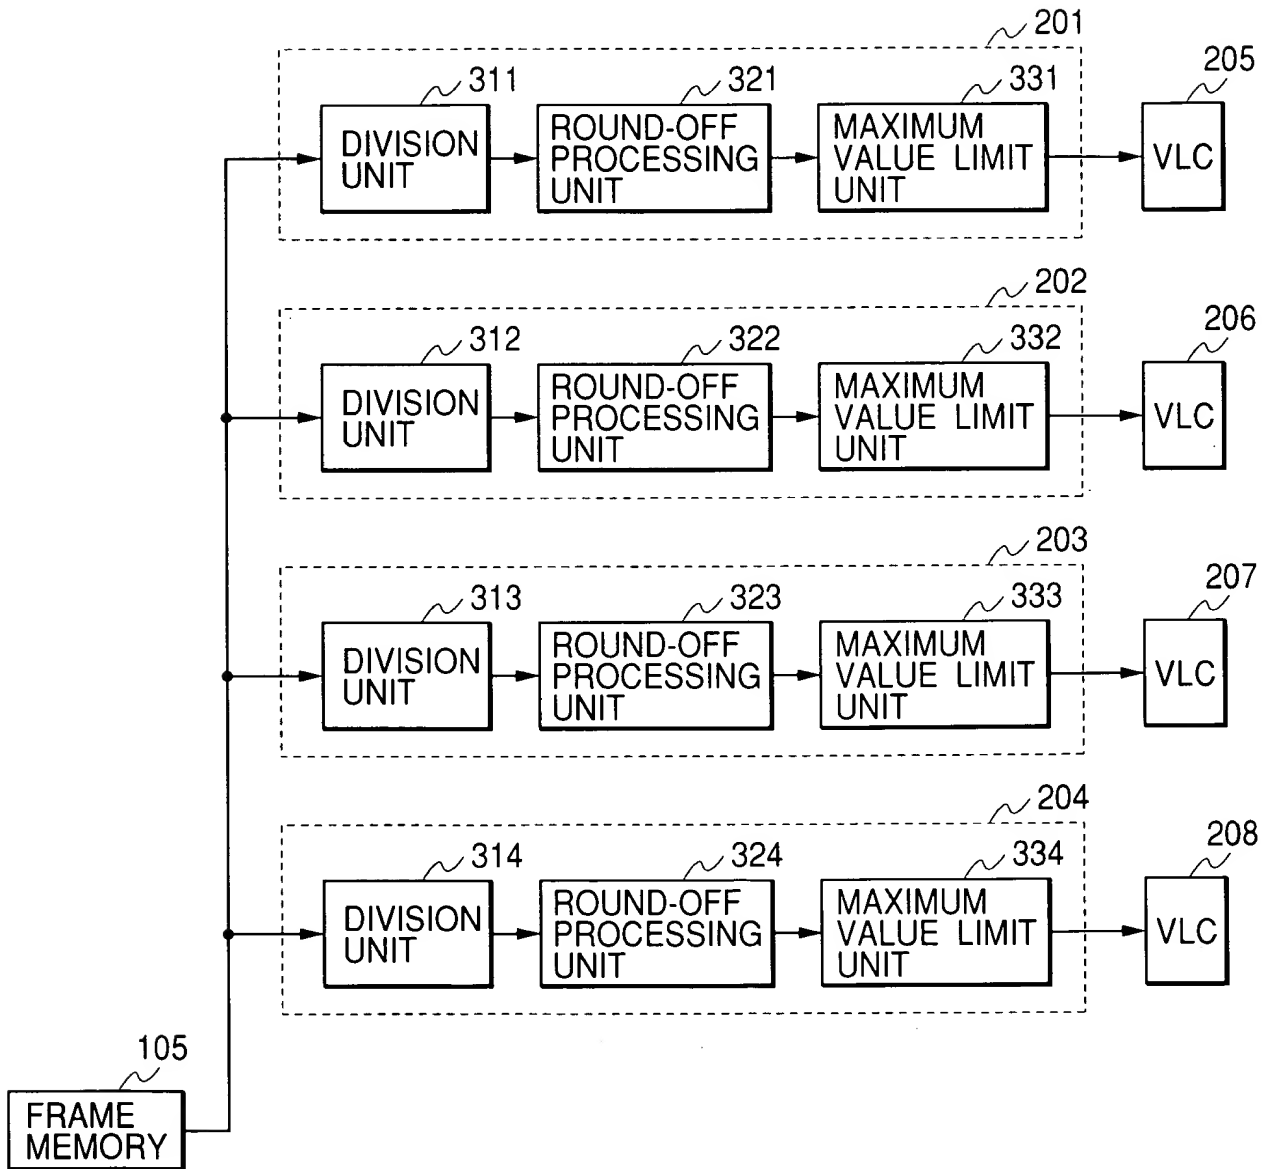 201
311
321
331
205
DIVISION
UNIT
ROUND-OFF
PROCESSING
UNIT
MAXIMUM
VALUE LIMIT
UNIT
VLC
202
312
322
332
206
DIVISION
UNIT
ROUND-OFF
PROCESSING
UNIT
MAXIMUM
VALUE LIMIT
UNIT
VLC
203
313
323
333
207
DIVISION
UNIT
ROUND-OFF
PROCESSING
UNIT
MAXIMUM
VALUE LIMIT
UNIT
VLC
204
314
324
334
208
DIVISION
UNIT
ROUND-OFF
PROCESSING
UNIT
MAXIMUM
VALUE LIMIT
UNIT
VLC
105
FRAME
MEMORY